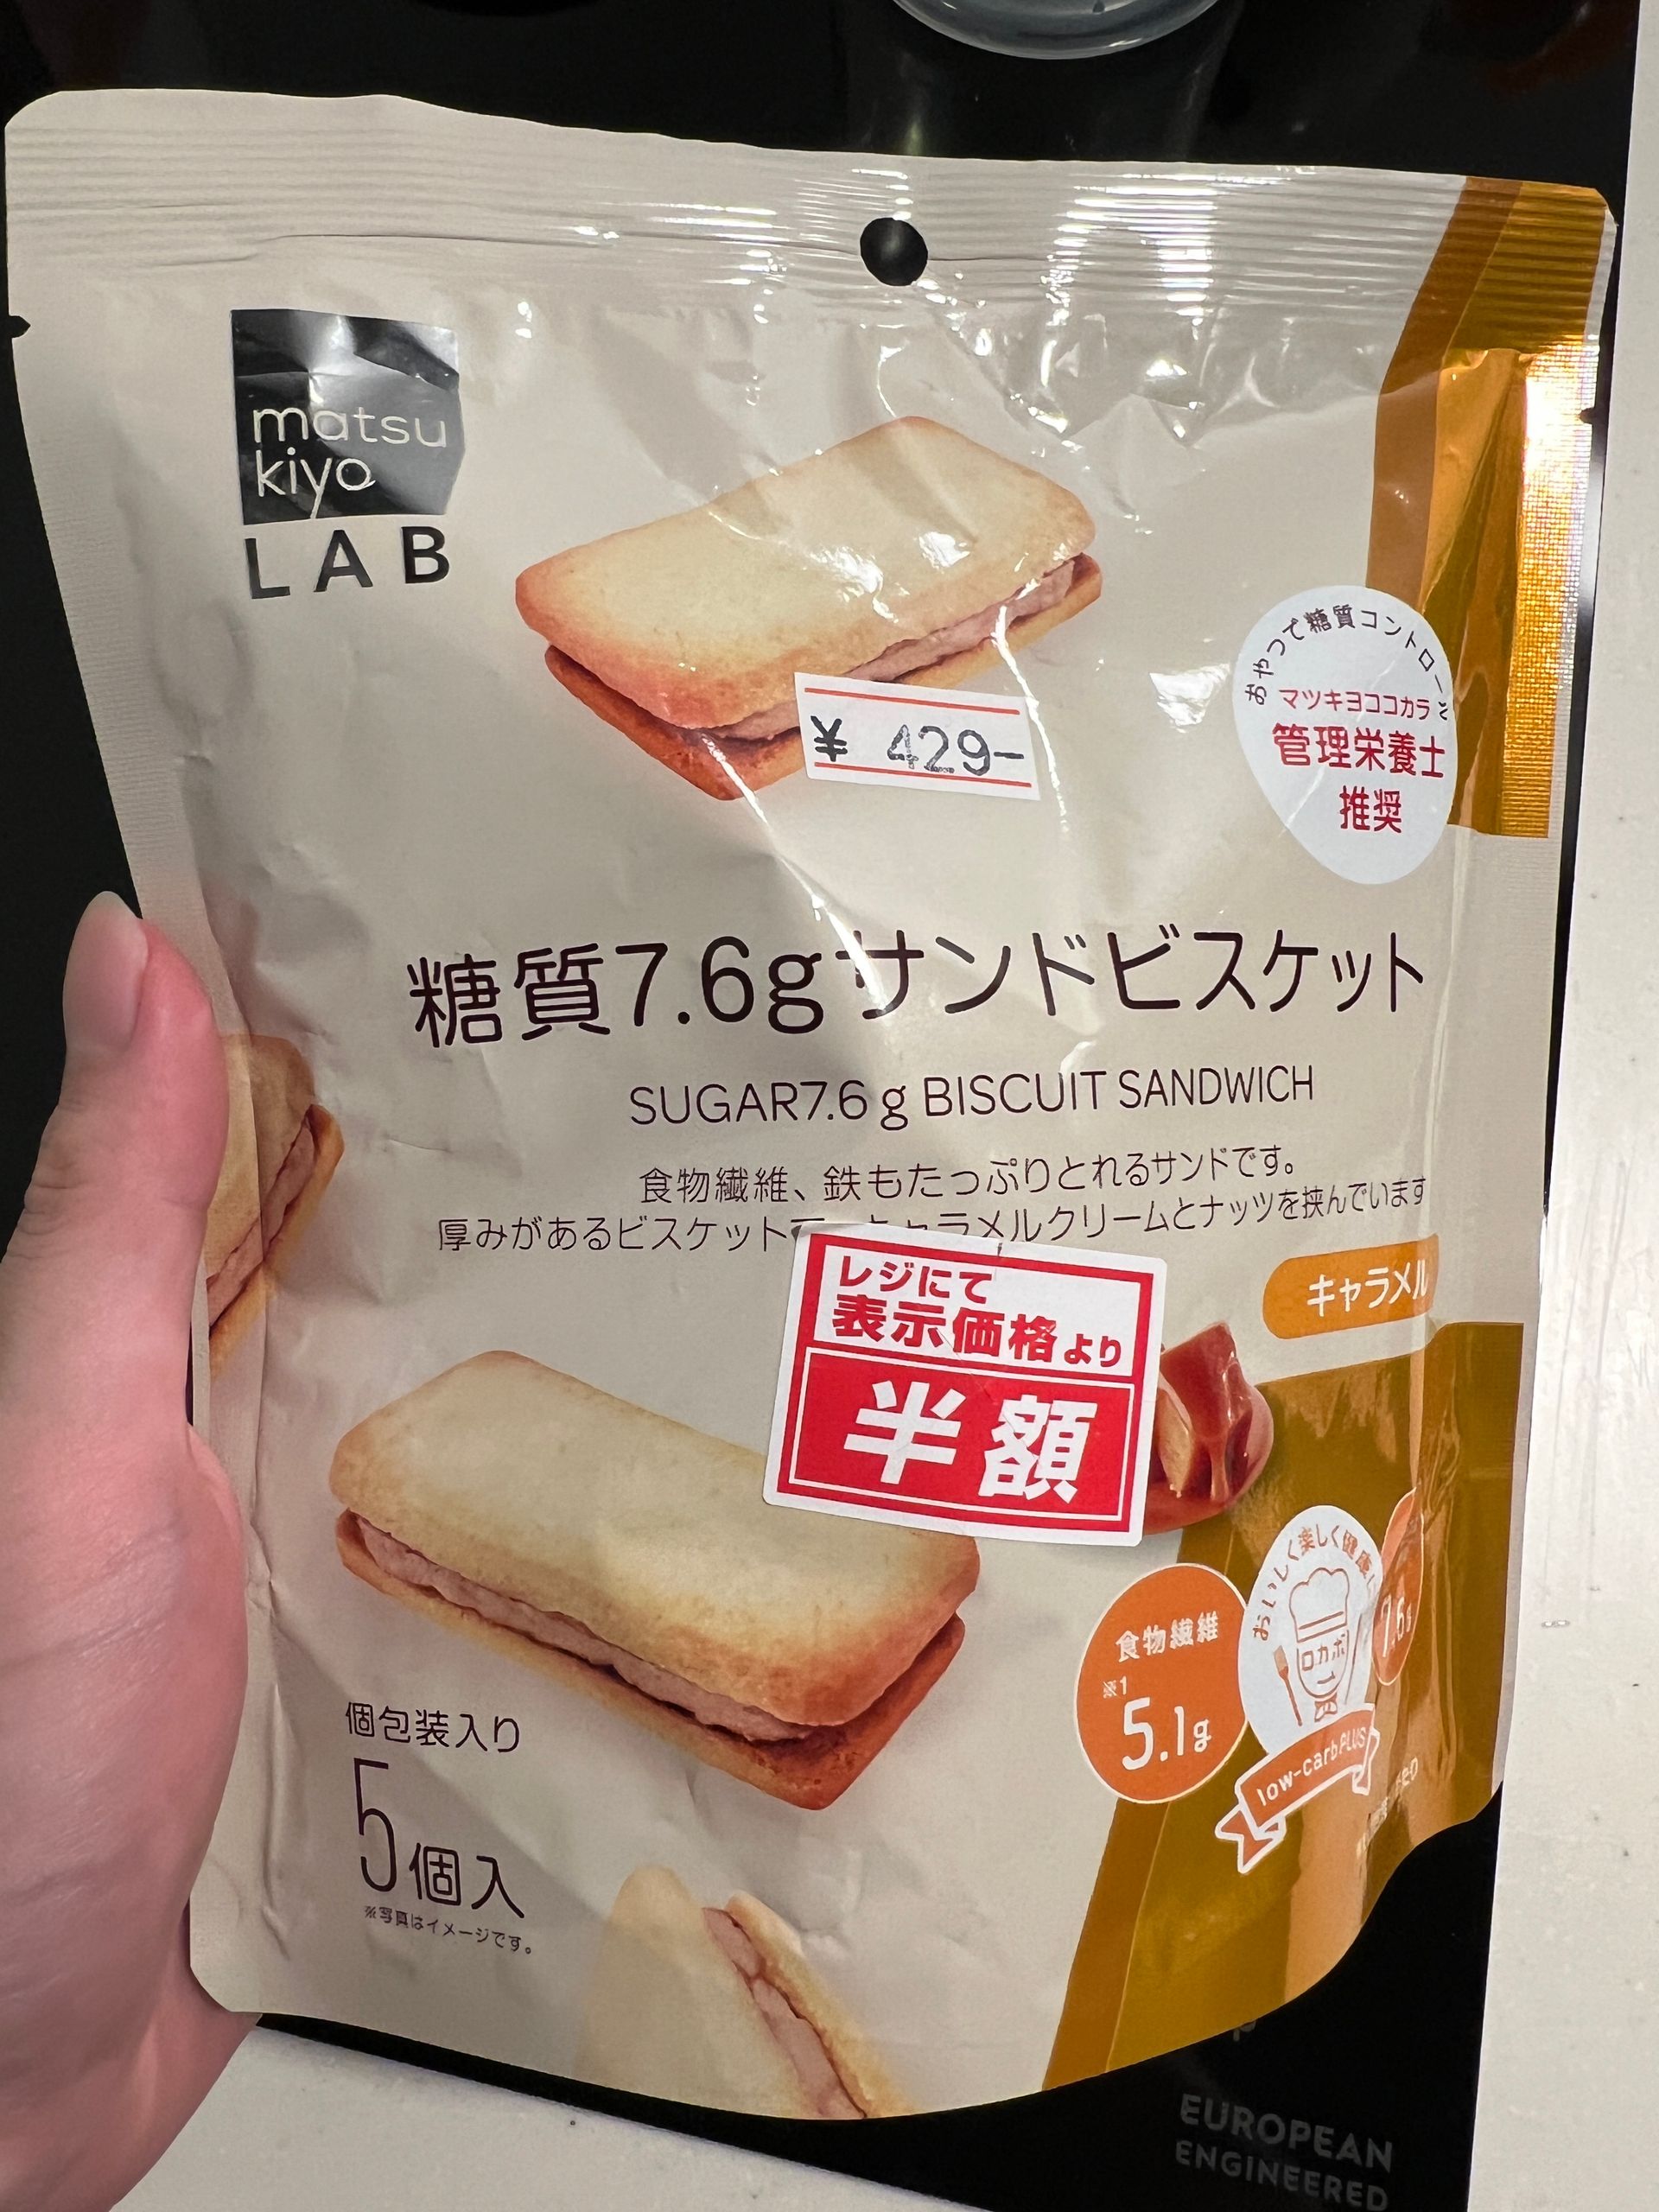 matsu
kiyo
LAB
¥ 429-
おやつで糖質コントロール
マツキヨココカラ
管理栄養士
推奨
糖質7.6gサンドビスケット
SUGAR7.6g BISCUIT SANDWICH
食物繊維、鉄もたっぷりとれるサンドです。
厚みがあるビスケットで、キャラメルクリームとナッツを挟んでいます
キャラメル
レジにて
表示価格より
半額
おいしく楽しく健康に
ロカボ
low-carbPLUS
食物繊維
※1
5.1g
7.6g
個包装入り
5個入
※写真はイメージです。
EUROPEAN
ENGINEERED